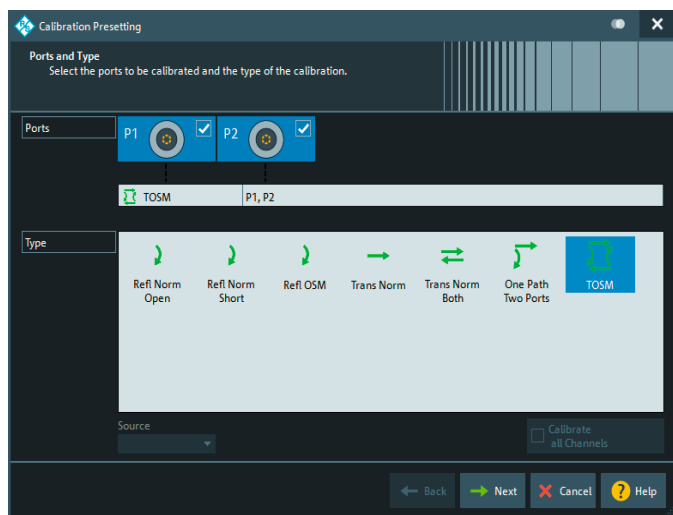 Calibration Presetting
Ports and Type
Select the ports to be calibrated and the type of the calibration.
Ports
P1
P2
TOSM
P1, P2
Type
Refl Norm
Open
Refl Norm
Short
Refl OSM
Trans Norm
Trans Norm
Both
One Path
Two Ports
TOSM
Source
Calibrate
all Channels
Back
Next
Cancel
? Help